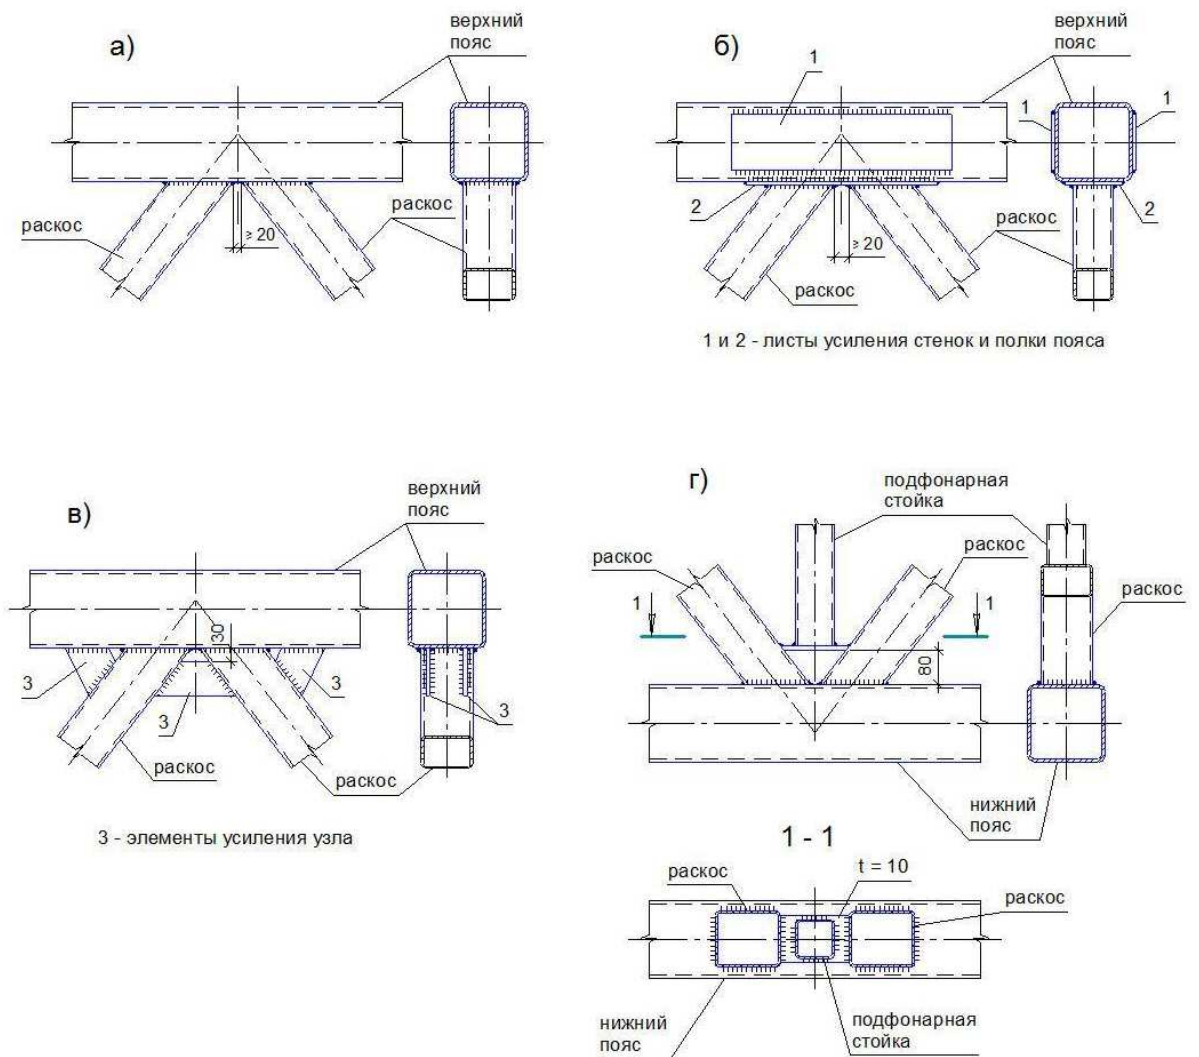 а)
верхний
пояс
раскос
раскос
≥ 20
б)
верхний
пояс
1
1
1
2
2
≥ 20
раскос
раскос
1 и 2 - листы усиления стенок и полки пояса
в)
верхний
пояс
30
3
3
3
3
раскос
раскос
3 - элементы усиления узла
г)
подфонарная
стойка
раскос
раскос
раскос
1
1
80
нижний
пояс
1 - 1
раскос
t = 10
раскос
нижний
пояс
подфонарная
стойка